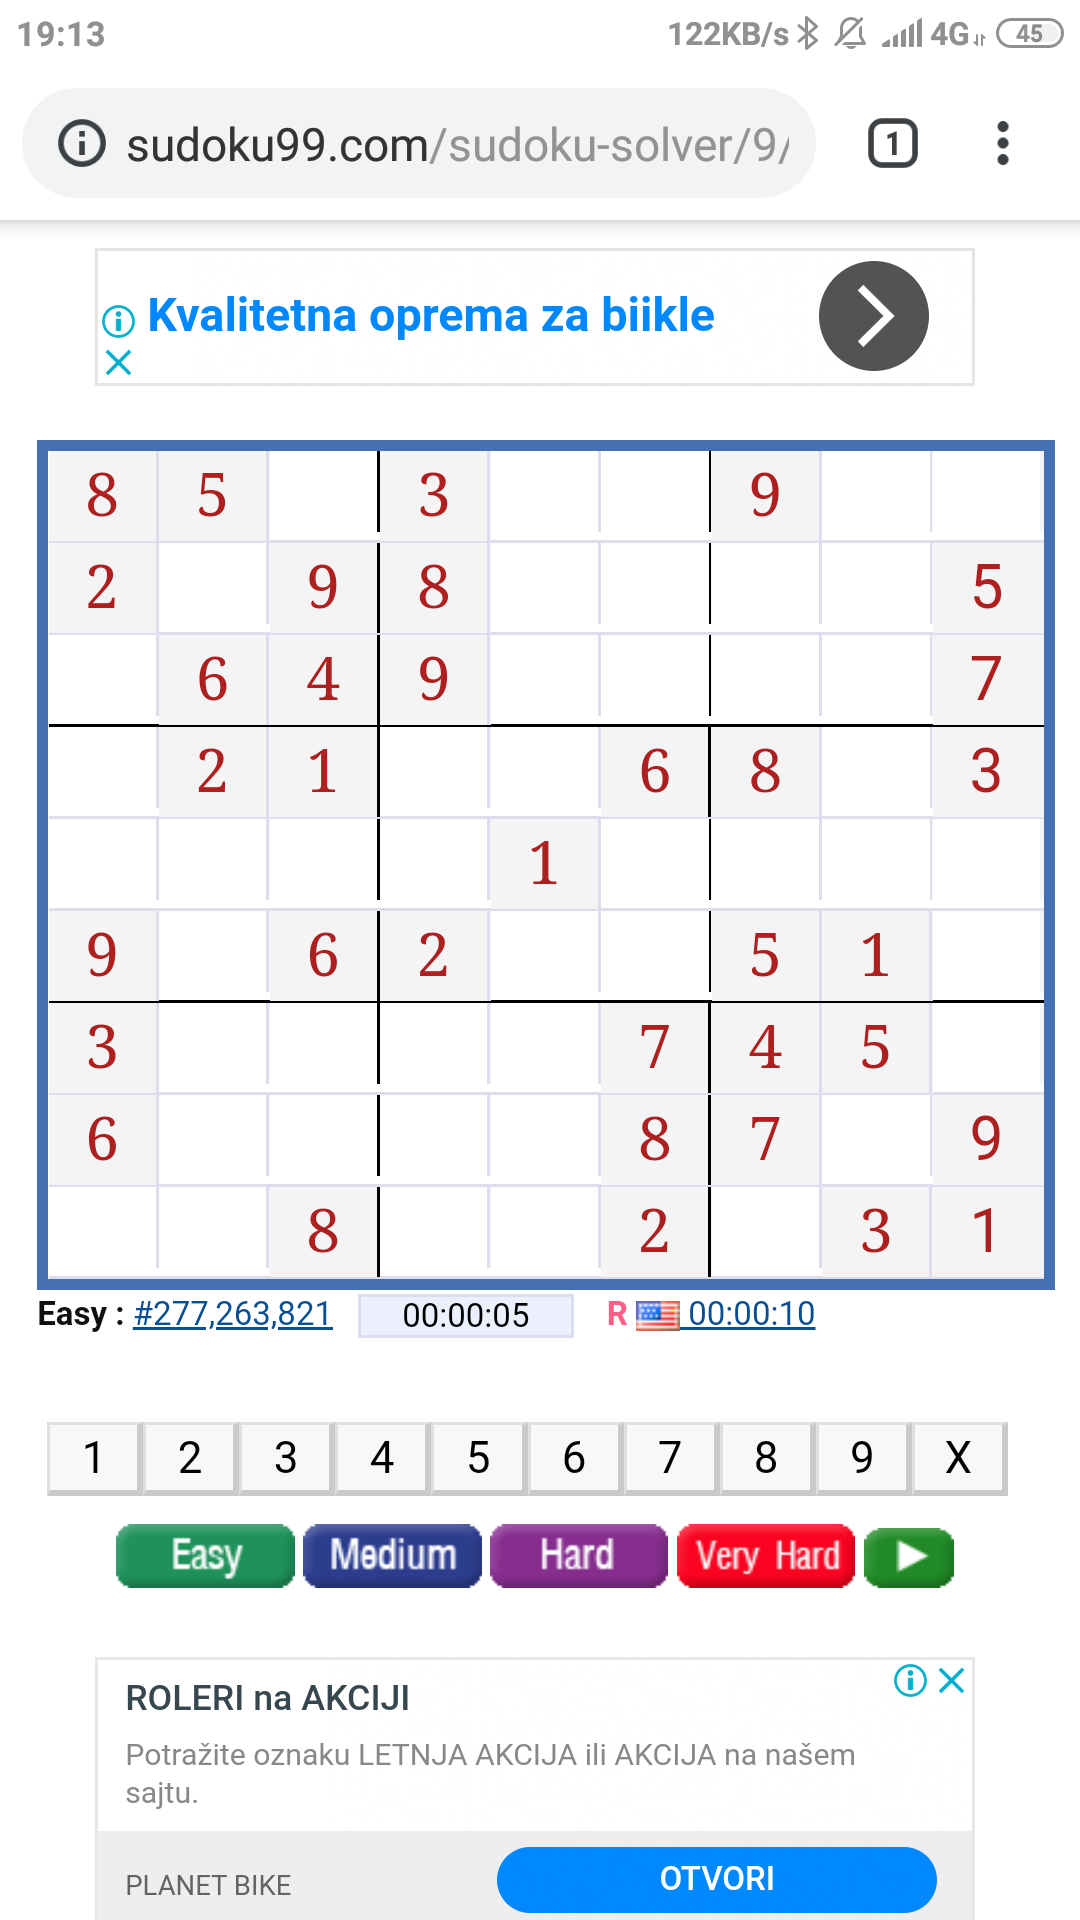 19:13 122KB/s 4G 45
sudoku99.com/sudoku-solver/9/ 1
Kvalitetna oprema za biikle
8 5 3 9
2 9 8 5
6 4 9 7
2 1 6 8 3
1
9 6 2 5 1
3 7 4 5
6 8 7 9
8 2 3 1
Easy : #277,263,821 00:00:05 R 00:00:10
1 2 3 4 5 6 7 8 9 X
Easy Medium Hard Very Hard
ROLERI na AKCIJI
Potražite oznaku LETNJA AKCIJA ili AKCIJA na našem
sajtu.
PLANET BIKE OTVORI